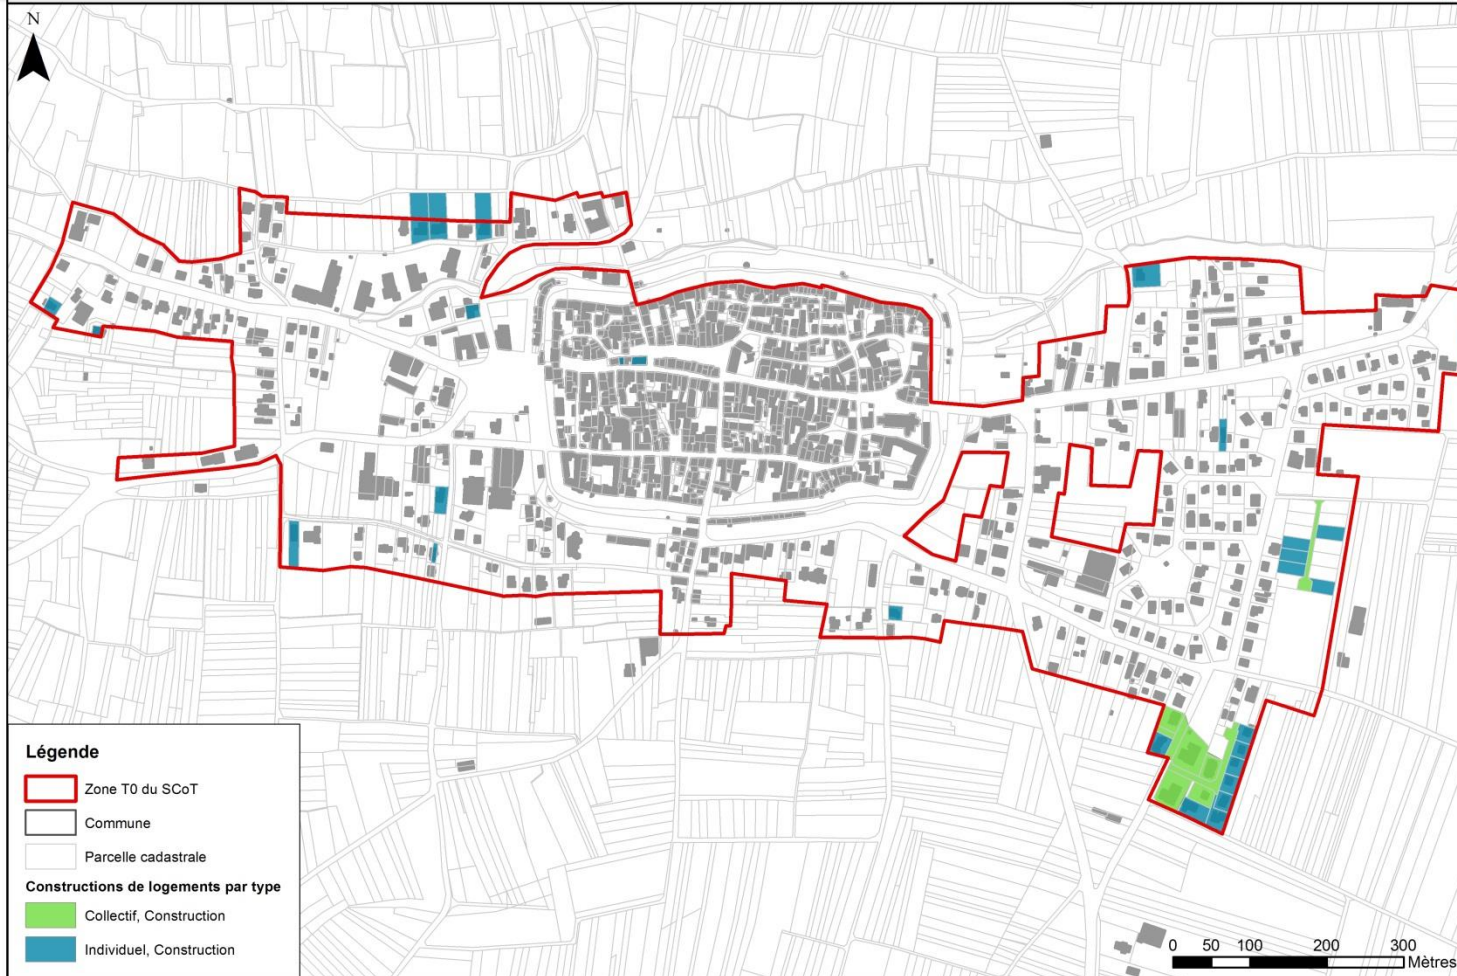 N
Légende
Zone T0 du SCoT
Commune
Parcelle cadastrale
Constructions de logements par type
Collectif, Construction
Individuel, Construction
0 50 100 200 300
Mètres